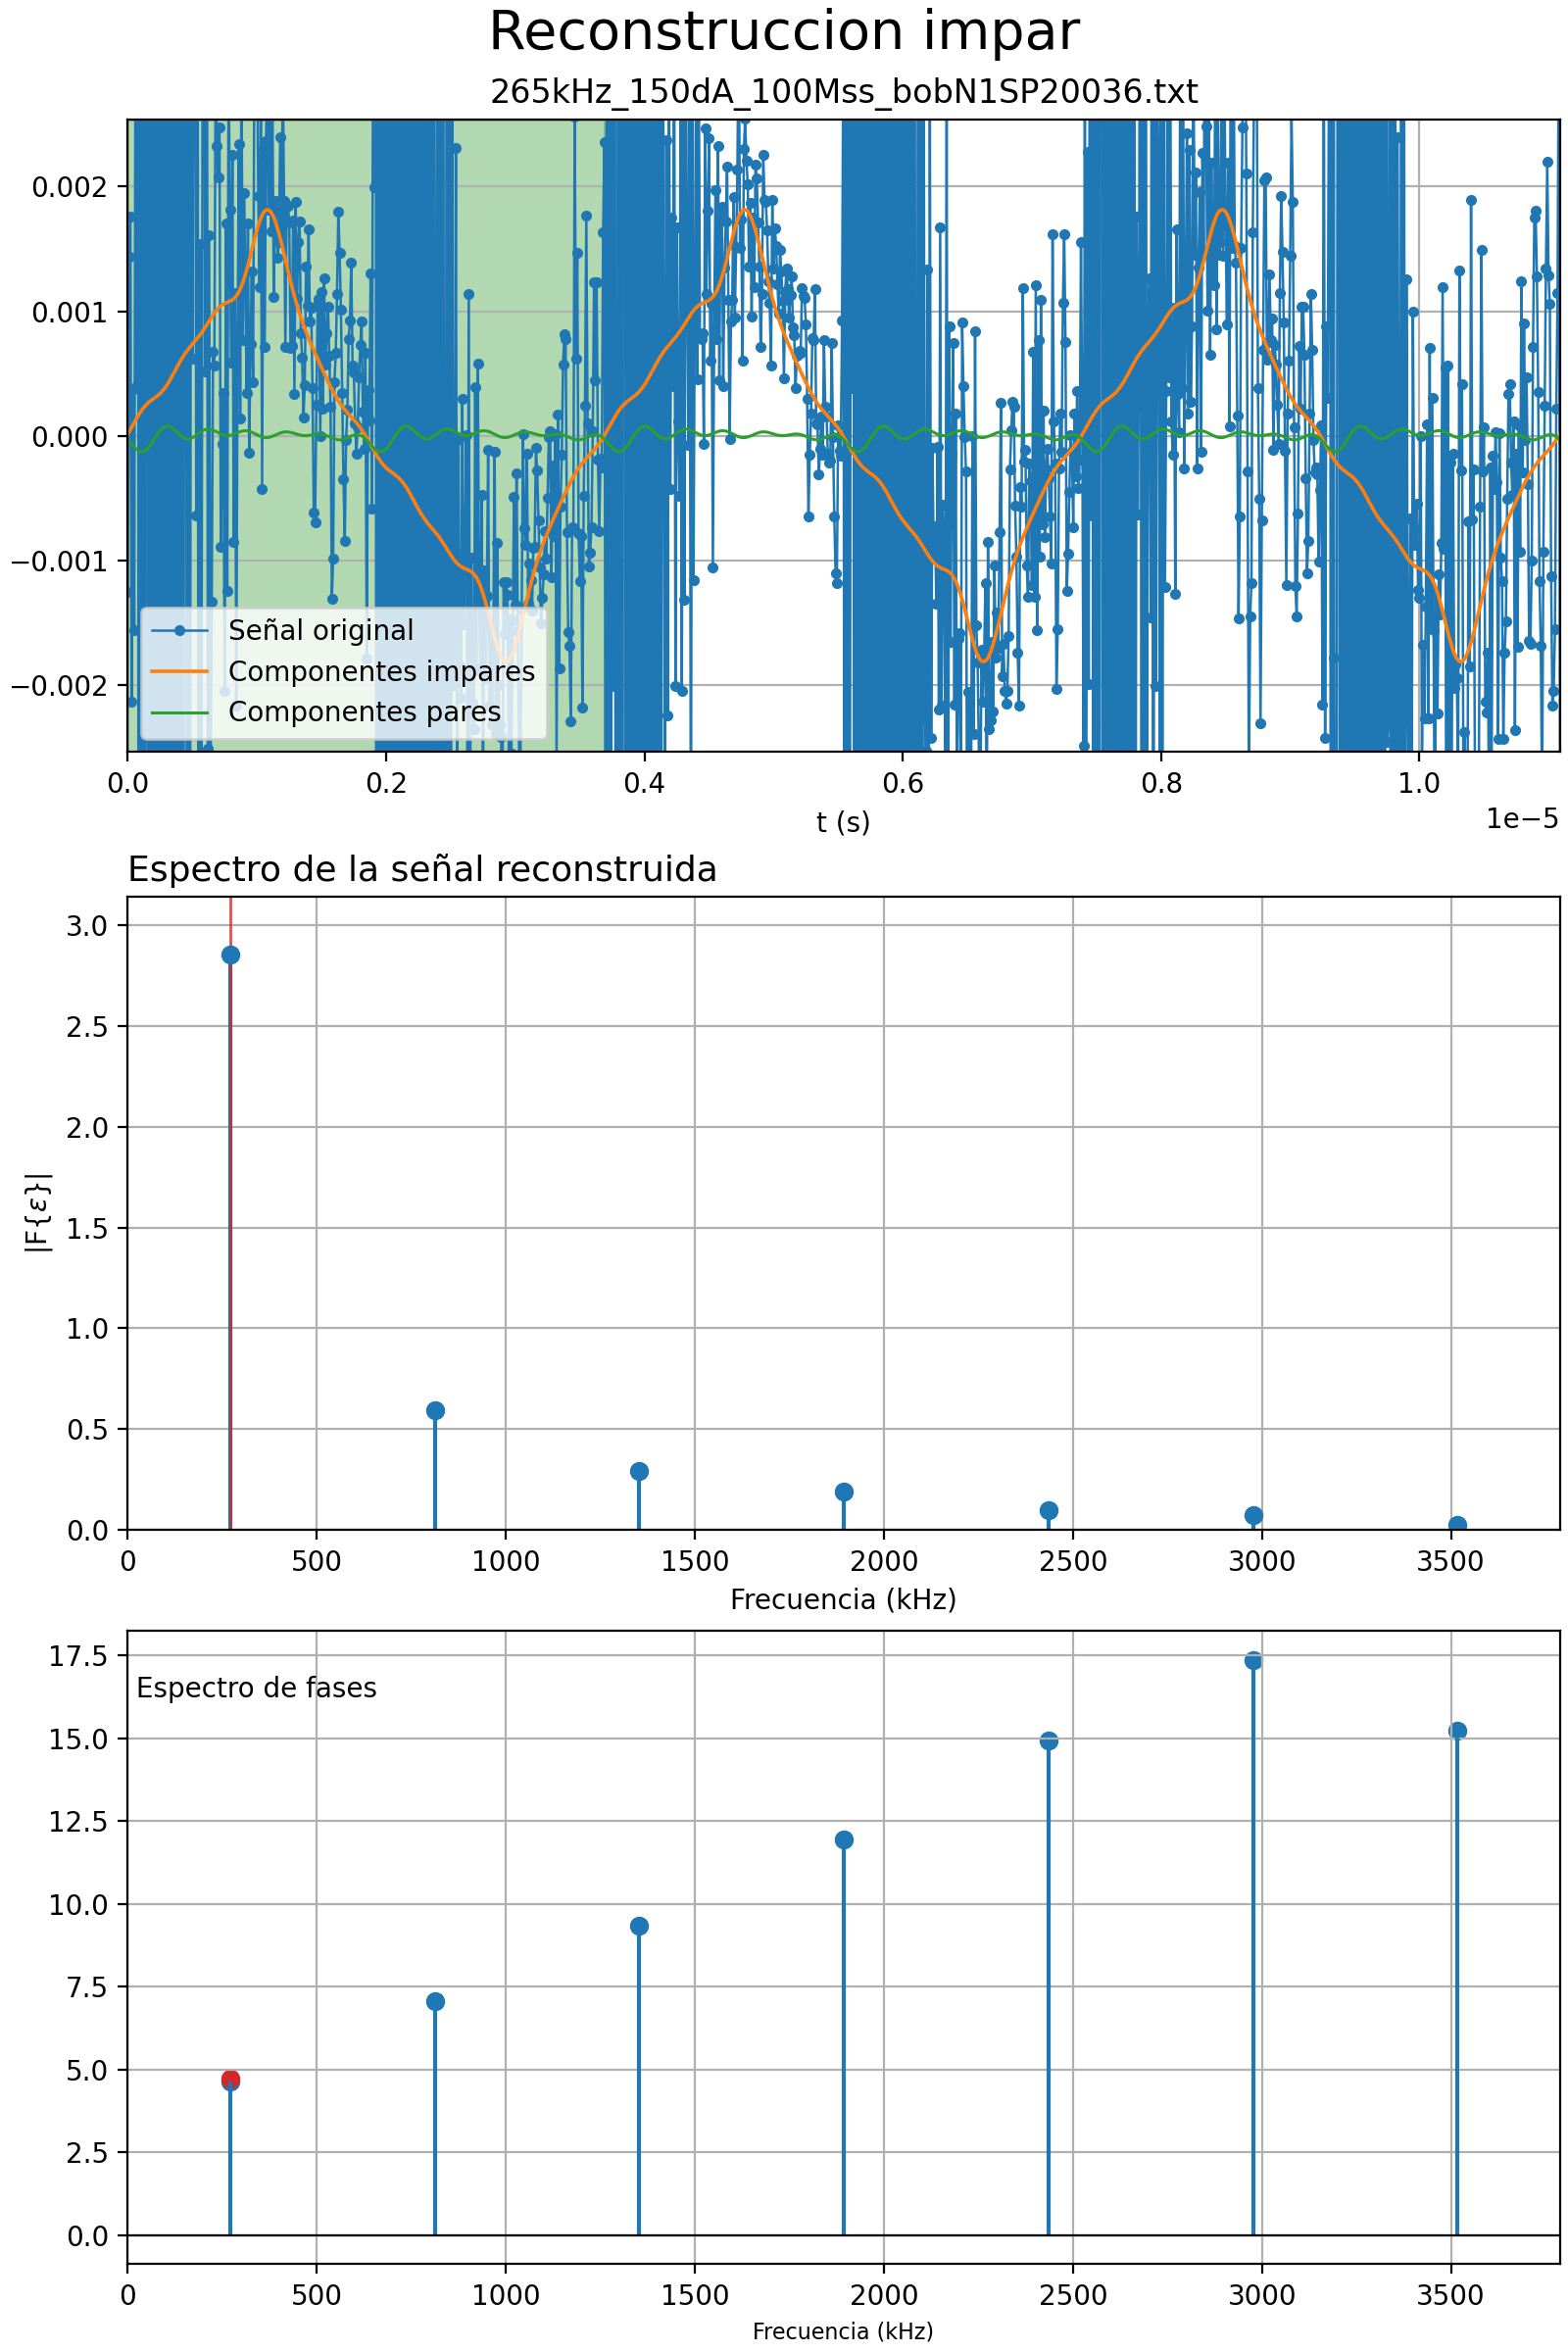 Reconstruccion impar
265kHz_150dA_100Mss_bobN1SP20036.txt
0.002
0.001
0.000
−0.001
−0.002
Señal original
Componentes impares
Componentes pares
0.0 0.2 0.4 0.6 0.8 1.0
t (s)
1e−5
Espectro de la señal reconstruida
3.0
2.5
2.0
1.5
1.0
0.5
0.0
|F{ε}|
0 500 1000 1500 2000 2500 3000 3500
Frecuencia (kHz)
17.5
Espectro de fases
15.0
12.5
10.0
7.5
5.0
2.5
0.0
0 500 1000 1500 2000 2500 3000 3500
Frecuencia (kHz)